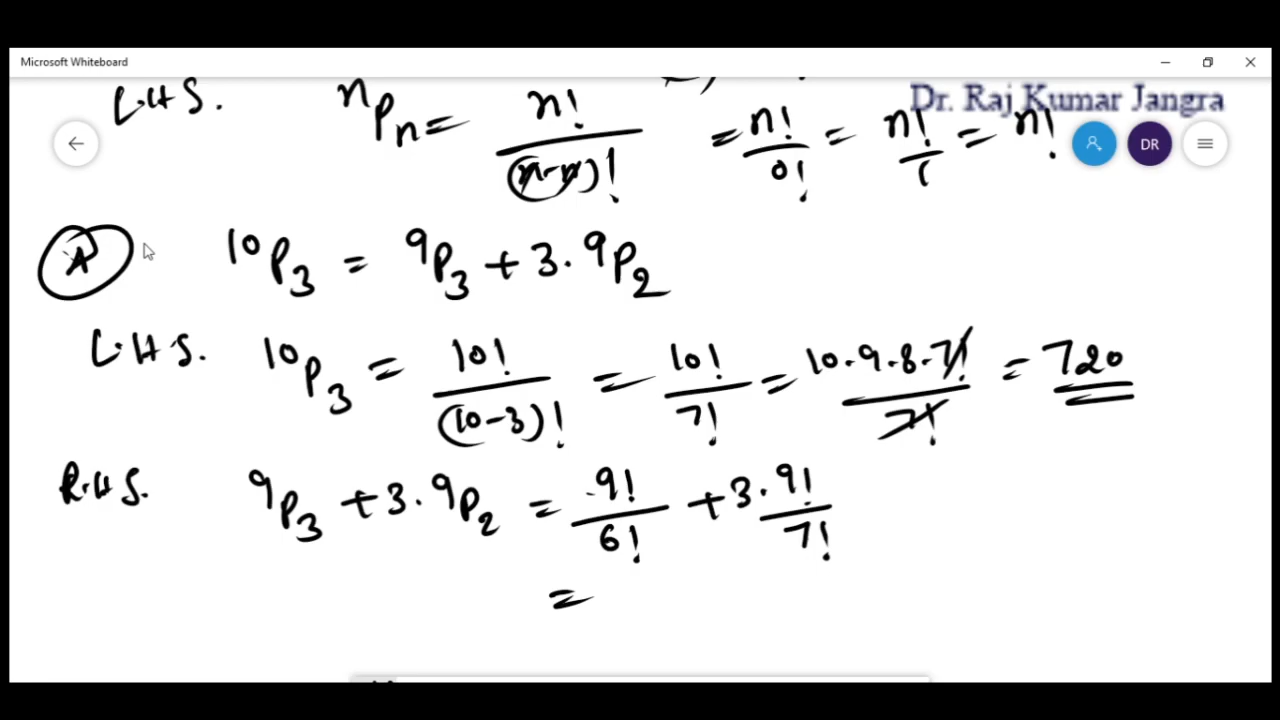 Microsoft Whiteboard
Dr. Raj Kumar Jangra
L.H.S. ⁿPₙ = n!/(n-n)! = n!/0! = n!/1 = n!
DR
A ¹⁰P₃ = ⁹P₃ + 3.⁹P₂
L.H.S. ¹⁰P₃ = 10!/(10-3)! = 10!/7! = 10.9.8.7!/7! = 720
R.H.S. ⁹P₃ + 3.⁹P₂ = 9!/6! + 3.9!/7!
=